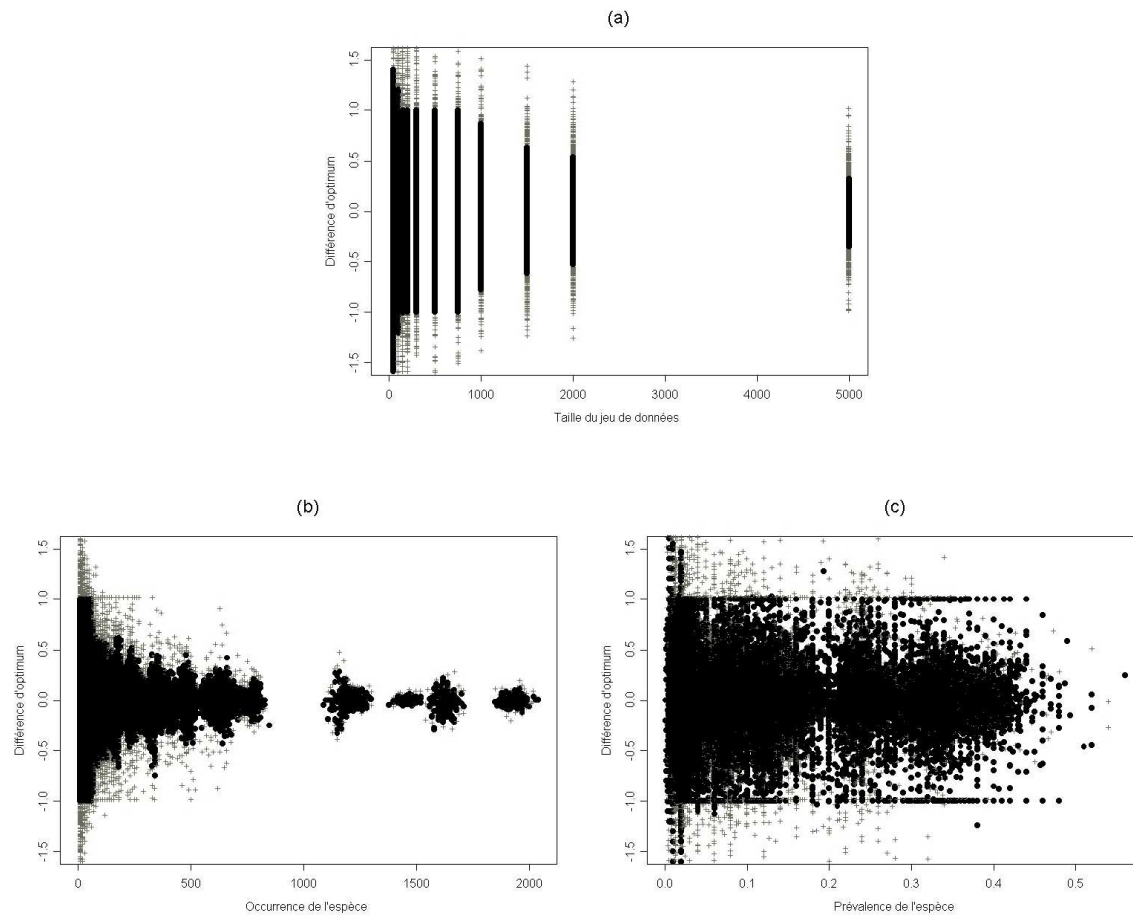 (a)
1.5
1.0
0.5
0.0
-0.5
-1.0
-1.5
Différence d'optimum
0 1000 2000 3000 4000 5000
Taille du jeu de données
(b)
1.5
1.0
0.5
0.0
-0.5
-1.0
-1.5
Différence d'optimum
0 500 1000 1500 2000
Occurrence de l'espèce
(c)
1.5
1.0
0.5
0.0
-0.5
-1.0
-1.5
Différence d'optimum
0.0 0.1 0.2 0.3 0.4 0.5
Prévalence de l'espèce